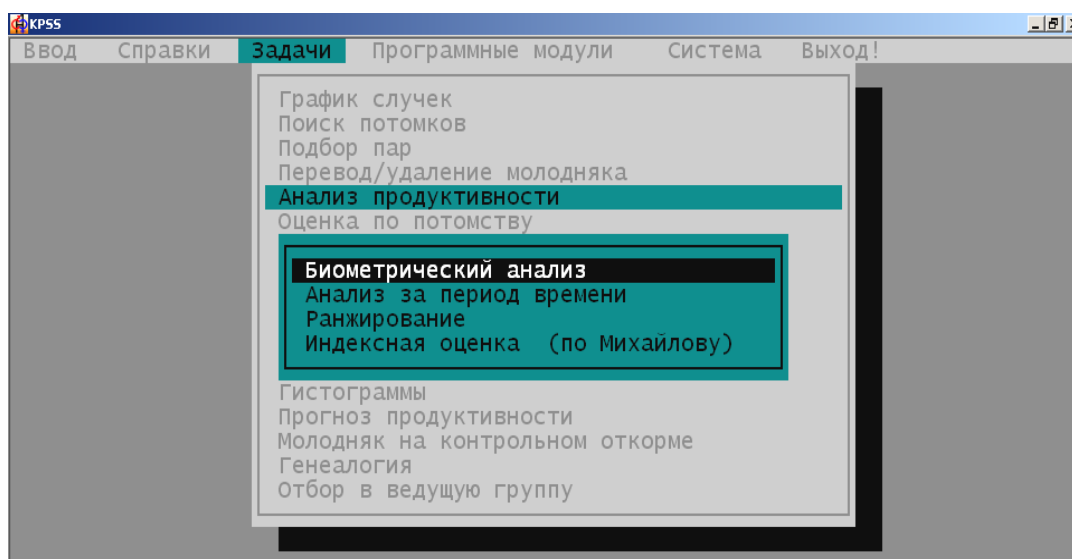 KPSS
Ввод Справки Задачи Программные модули Система Выход!
График случек
Поиск потомков
Подбор пар
Перевод/удаление молодняка
Анализ продуктивности
Оценка по потомству
Биометрический анализ
Анализ за период времени
Ранжирование
Индексная оценка (по Михайлову)
Гистограммы
Прогноз продуктивности
Молодняк на контрольном откорме
Генеалогия
Отбор в ведущую группу